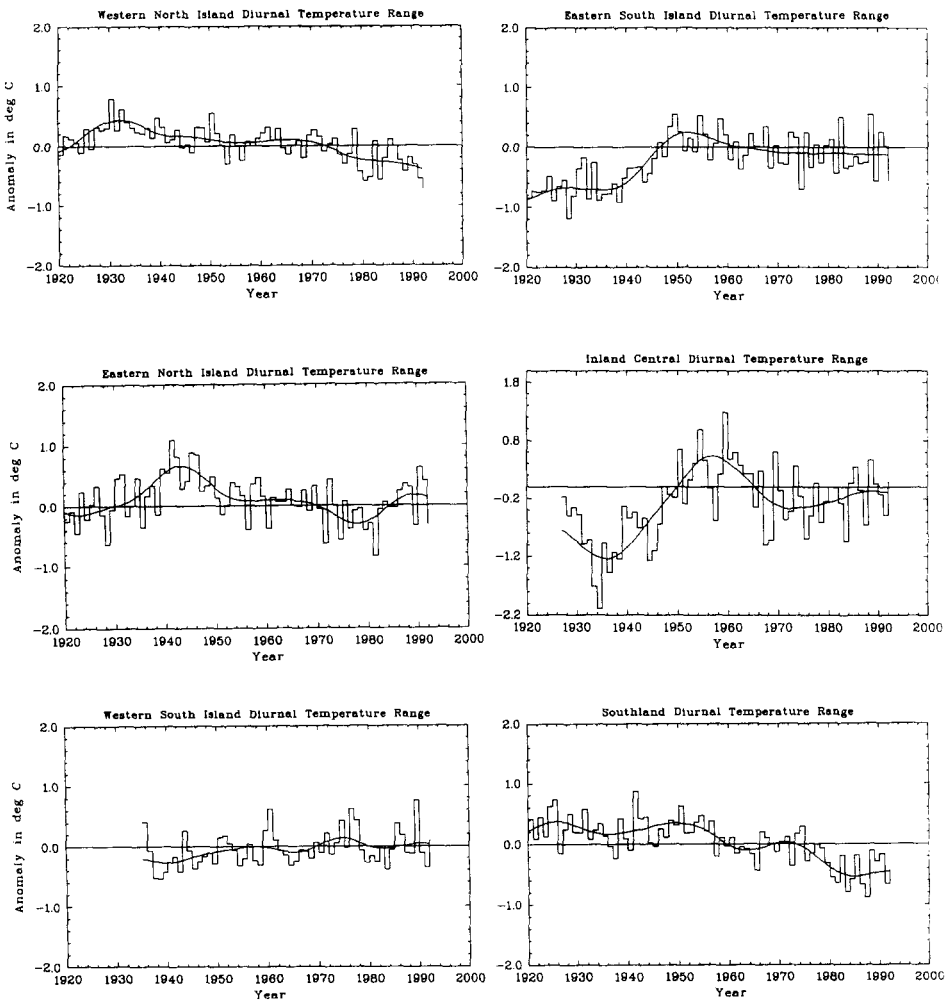 Western North Island Diurnal Temperature Range
2.0
1.0
0.0
-1.0
-2.0
Anomaly in deg C
1920 1930 1940 1950 1960 1970 1980 1990 2000
Year
Eastern South Island Diurnal Temperature Range
2.0
1.0
0.0
-1.0
-2.0
1920 1930 1940 1950 1960 1970 1980 1990 200
Year
Eastern North Island Diurnal Temperature Range
2.0
1.0
0.0
-1.0
-2.0
Anomaly in deg C
1920 1930 1940 1950 1960 1970 1980 1990 2000
Year
Inland Central Diurnal Temperature Range
1.8
0.8
-0.2
-1.2
-2.2
1920 1930 1940 1950 1960 1970 1980 1990 2000
Year
Western South Island Diurnal Temperature Range
2.0
1.0
0.0
-1.0
-2.0
Anomaly in deg C
1920 1930 1940 1950 1960 1970 1980 1990 2000
Year
Southland Diurnal Temperature Range
2.0
1.0
0.0
-1.0
-2.0
1920 1930 1940 1950 1960 1970 1980 1990 2000
Year